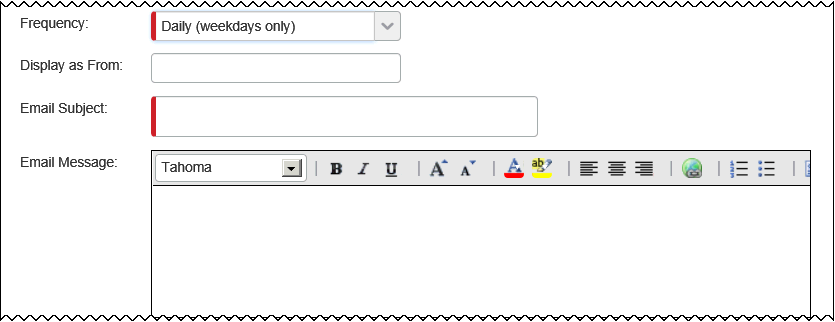 Frequency: Daily (weekdays only)
Display as From:
Email Subject:
Email Message: Tahoma B I U A A A ab?